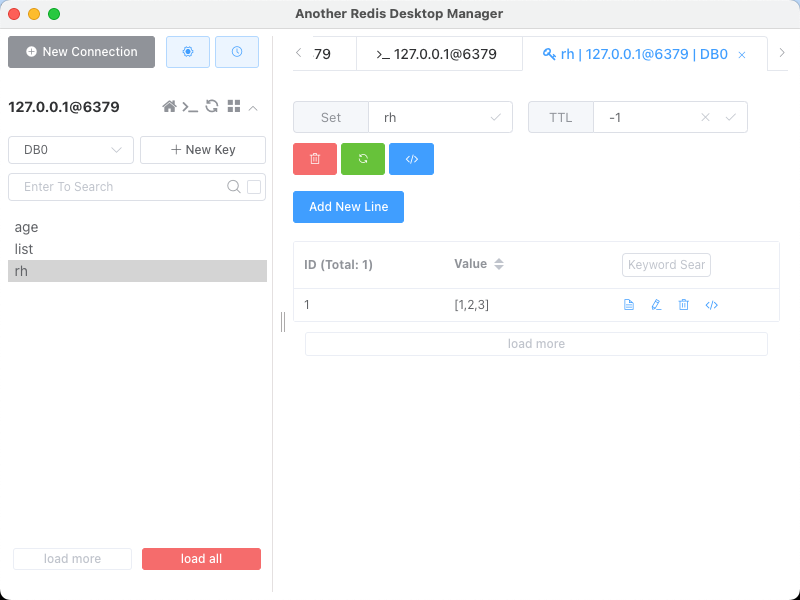 Another Redis Desktop Manager
New Connection
127.0.0.1@6379
DB0
New Key
Enter To Search
age
list
rh
load more
load all
79
>_ 127.0.0.1@6379
rh | 127.0.0.1@6379 | DB0
Set
rh
TTL
-1
Add New Line
ID (Total: 1)
Value
Keyword Sear
1
[1,2,3]
load more